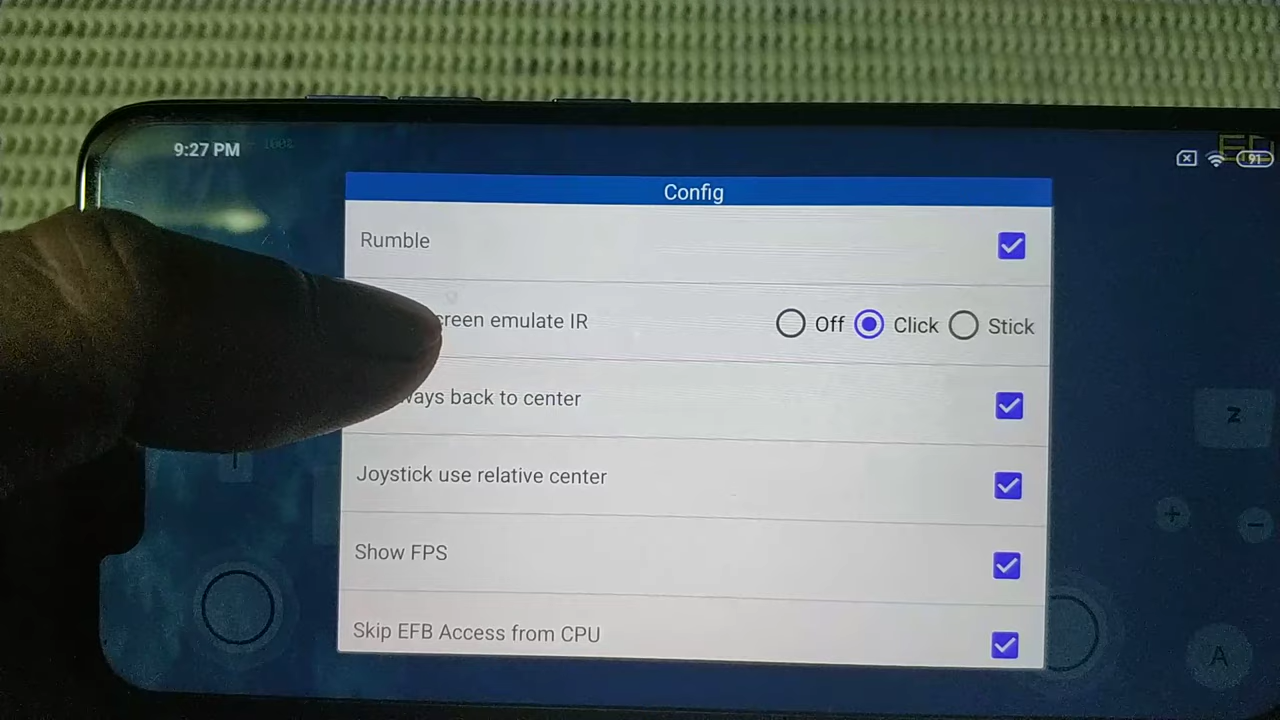 9:27 PM
91
Config
Rumble
creen emulate IR
Off Click Stick
ways back to center
Joystick use relative center
Show FPS
Skip EFB Access from CPU
Z
+
-
A